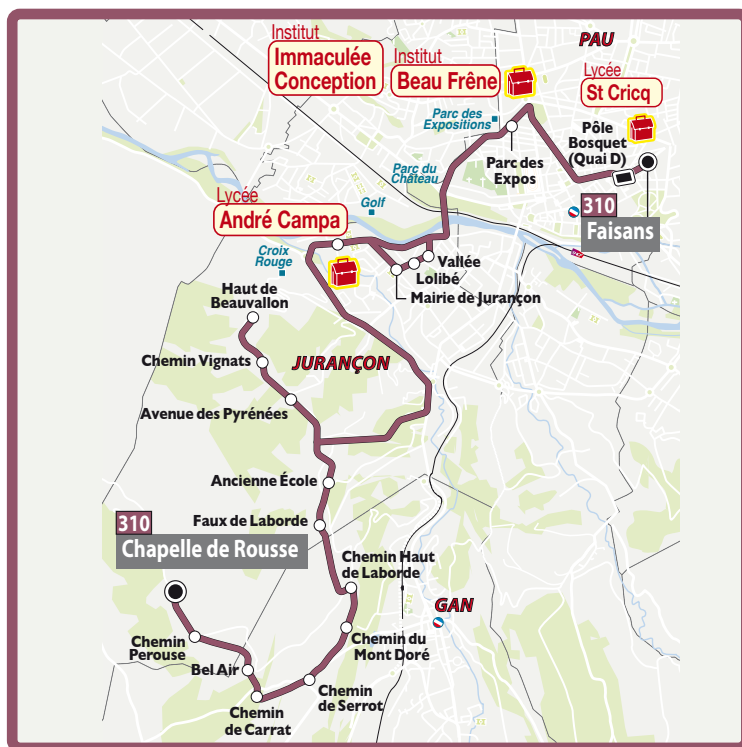 Institut
Immaculée
Conception
Institut
Beau Frêne
PAU
Lycée
St Cricq
Parc des
Expositions
Pôle
Bosquet
(Quai D)
Parc des
Expos
Parc du
Château
310
Faisans
Golf
Lycée
André Campa
Croix
Rouge
Vallée
Lolibé
Mairie de Jurançon
Haut de
Beauvallon
JURANÇON
Chemin Vignats
Avenue des Pyrénées
Ancienne École
310
Faux de Laborde
Chapelle de Rousse
Chemin Haut
de Laborde
GAN
Chemin
Perouse
Chemin du
Mont Doré
Bel Air
Chemin
de Serrot
Chemin
de Carrat